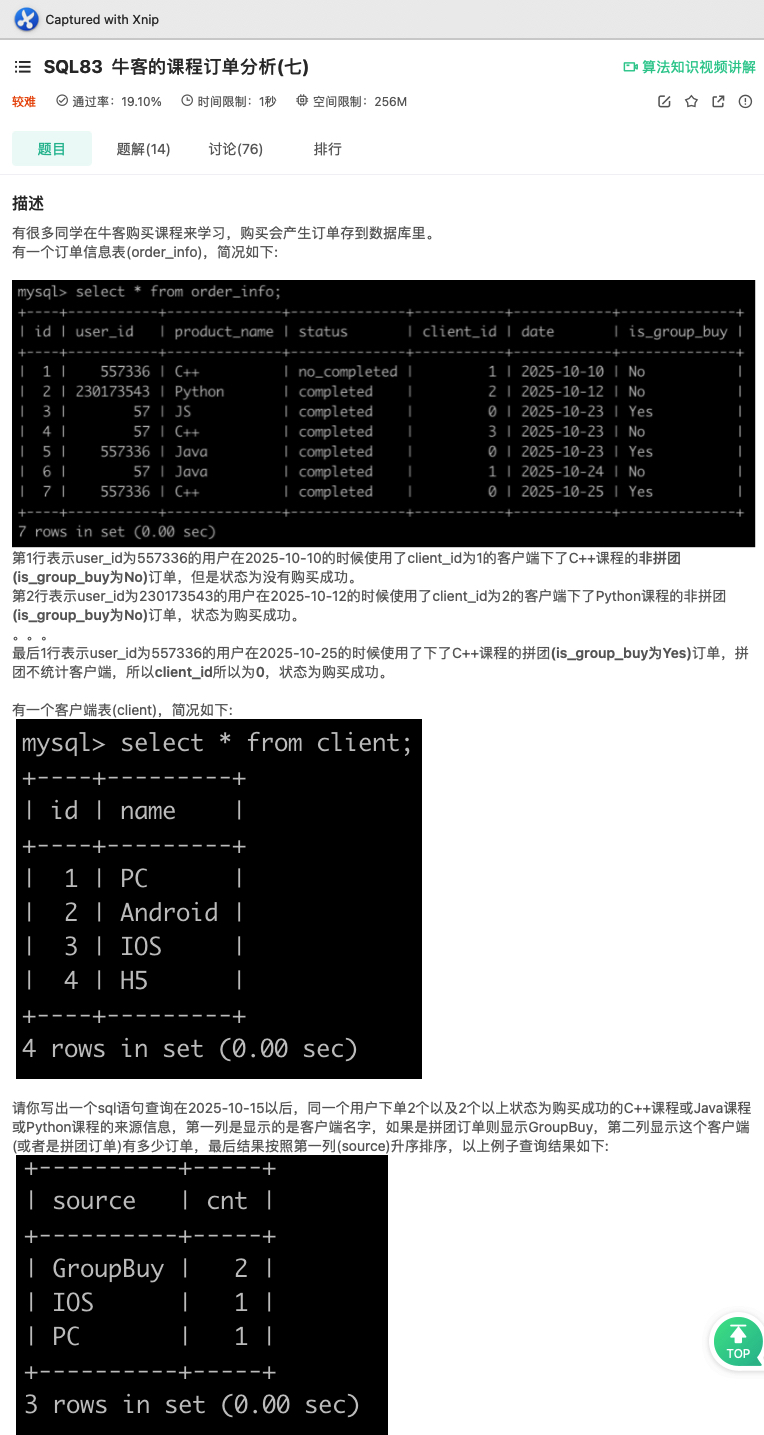 Captured with Xnip
SQL83 牛客的课程订单分析(七)
算法知识视频讲解
较难 通过率：19.10% 时间限制：1秒 空间限制：256M
题目 题解(14) 讨论(76) 排行
描述
有很多同学在牛客购买课程来学习，购买会产生订单存到数据库里。
有一个订单信息表(order_info)，简况如下:
mysql> select * from order_info;
+----+-----------+--------------+--------------+-----------+------------+--------------+
| id | user_id | product_name | status | client_id | date | is_group_buy |
+----+-----------+--------------+--------------+-----------+------------+--------------+
| 1 | 557336 | C++ | no_completed | 1 | 2025-10-10 | No |
| 2 | 230173543 | Python | completed | 2 | 2025-10-12 | No |
| 3 | 57 | JS | completed | 0 | 2025-10-23 | Yes |
| 4 | 57 | C++ | completed | 3 | 2025-10-23 | No |
| 5 | 557336 | Java | completed | 0 | 2025-10-23 | Yes |
| 6 | 57 | Java | completed | 1 | 2025-10-24 | No |
| 7 | 557336 | C++ | completed | 0 | 2025-10-25 | Yes |
+----+-----------+--------------+--------------+-----------+------------+--------------+
7 rows in set (0.00 sec)
第1行表示user_id为557336的用户在2025-10-10的时候使用了client_id为1的客户端下了C++课程的非拼团
(is_group_buy为No)订单，但是状态为没有购买成功。
第2行表示user_id为230173543的用户在2025-10-12的时候使用了client_id为2的客户端下了Python课程的非拼团
(is_group_buy为No)订单，状态为购买成功。
。。。
最后1行表示user_id为557336的用户在2025-10-25的时候使用了下了C++课程的拼团(is_group_buy为Yes)订单，拼
团不统计客户端，所以client_id所以为0，状态为购买成功。
有一个客户端表(client)，简况如下:
mysql> select * from client;
+----+---------+
| id | name |
+----+---------+
| 1 | PC |
| 2 | Android |
| 3 | IOS |
| 4 | H5 |
+----+---------+
4 rows in set (0.00 sec)
请你写出一个sql语句查询在2025-10-15以后，同一个用户下单2个以及2个以上状态为购买成功的C++课程或Java课程
或Python课程的来源信息，第一列是显示的是客户端名字，如果是拼团订单则显示GroupBuy，第二列显示这个客户端
(或者是拼团订单)有多少订单，最后结果按照第一列(source)升序排序，以上例子查询结果如下:
+----------+-----+
| source | cnt |
+----------+-----+
| GroupBuy | 2 |
| IOS | 1 |
| PC | 1 |
+----------+-----+
3 rows in set (0.00 sec)
TOP